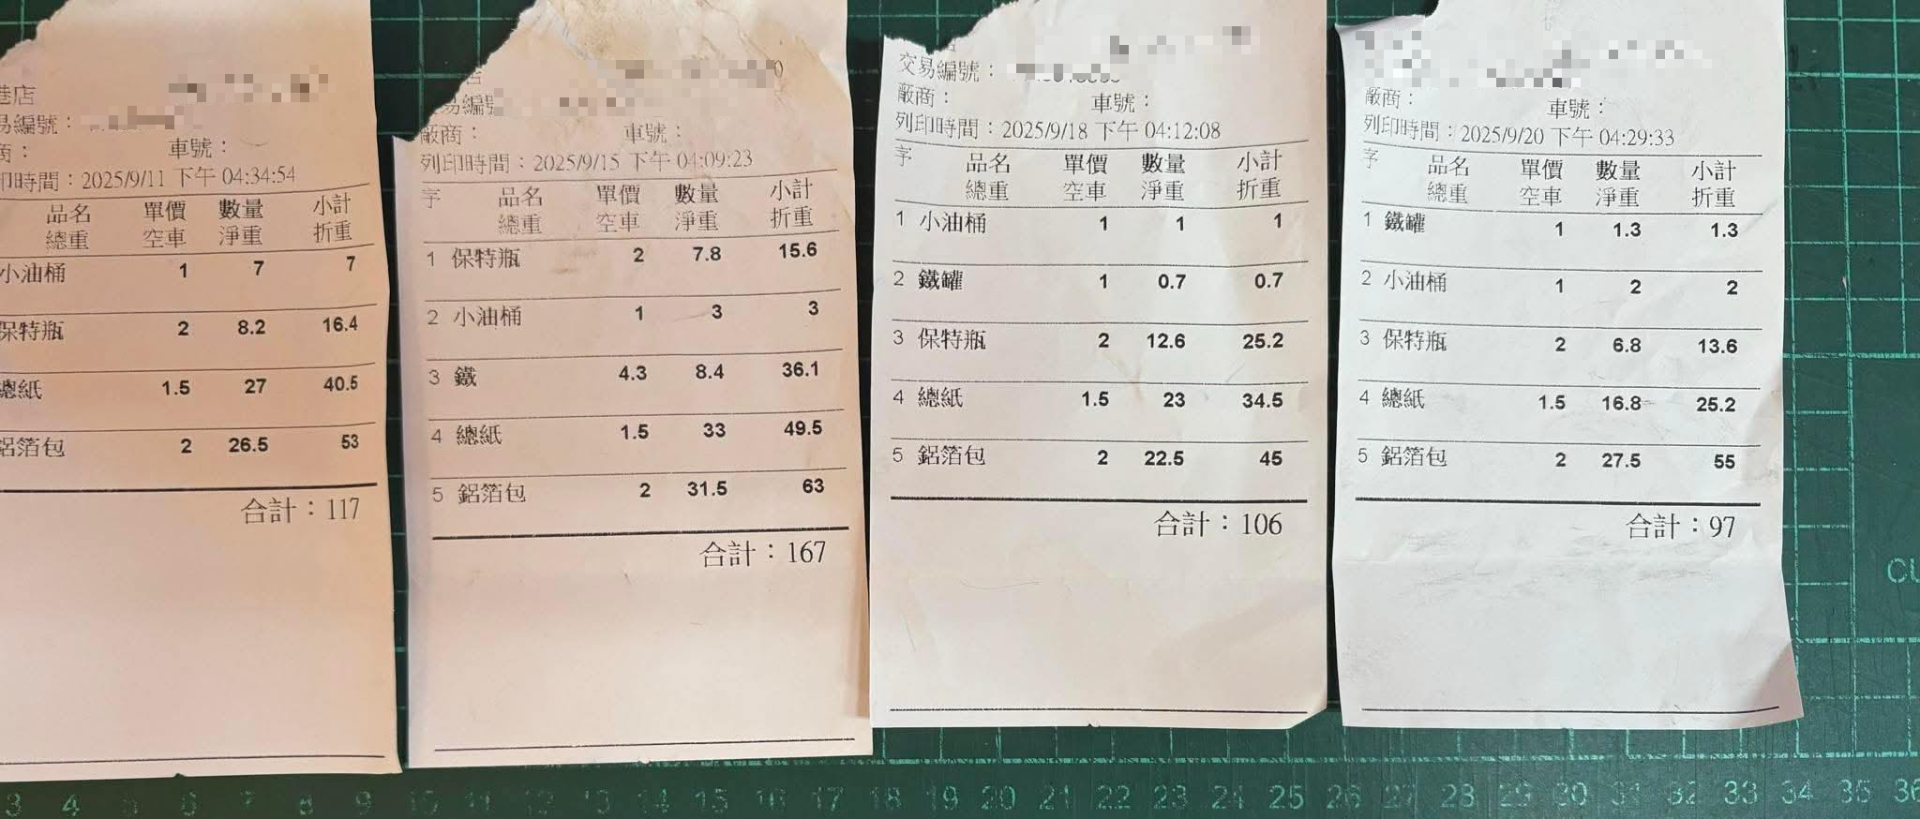 港店
易編號：
商：
車號：
印時間：2025/9/11 下午 04:34:54
品名 單價 數量 小計
總重 空車 淨重 折重
小油桶 1 7 7
保特瓶 2 8.2 16.4
總紙 1.5 27 40.5
鋁箔包 2 26.5 53
合計：117
店 0
易編號
廠商： 車號：
列印時間：2025/9/15 下午 04:09:23
字 品名 單價 數量 小計
總重 空車 淨重 折重
1 保特瓶 2 7.8 15.6
2 小油桶 1 3 3
3 鐵 4.3 8.4 36.1
4 總紙 1.5 33 49.5
5 鋁箔包 2 31.5 63
合計：167
交易編號：
廠商： 車號：
列印時間：2025/9/18 下午 04:12:08
字 品名 單價 數量 小計
總重 空車 淨重 折重
1 小油桶 1 1 1
2 鐵罐 1 0.7 0.7
3 保特瓶 2 12.6 25.2
4 總紙 1.5 23 34.5
5 鋁箔包 2 22.5 45
合計：106
廠商： 車號：
列印時間：2025/9/20 下午 04:29:33
字 品名 單價 數量 小計
總重 空車 淨重 折重
1 鐵罐 1 1.3 1.3
2 小油桶 1 2 2
3 保特瓶 2 6.8 13.6
4 總紙 1.5 16.8 25.2
5 鋁箔包 2 27.5 55
合計：97
CU
3 4 5 6 7 8 9 10 11 12 13 14 15 16 17 18 19 20 21 22 23 24 25 26 27 28 29 30 31 32 33 34 35 36